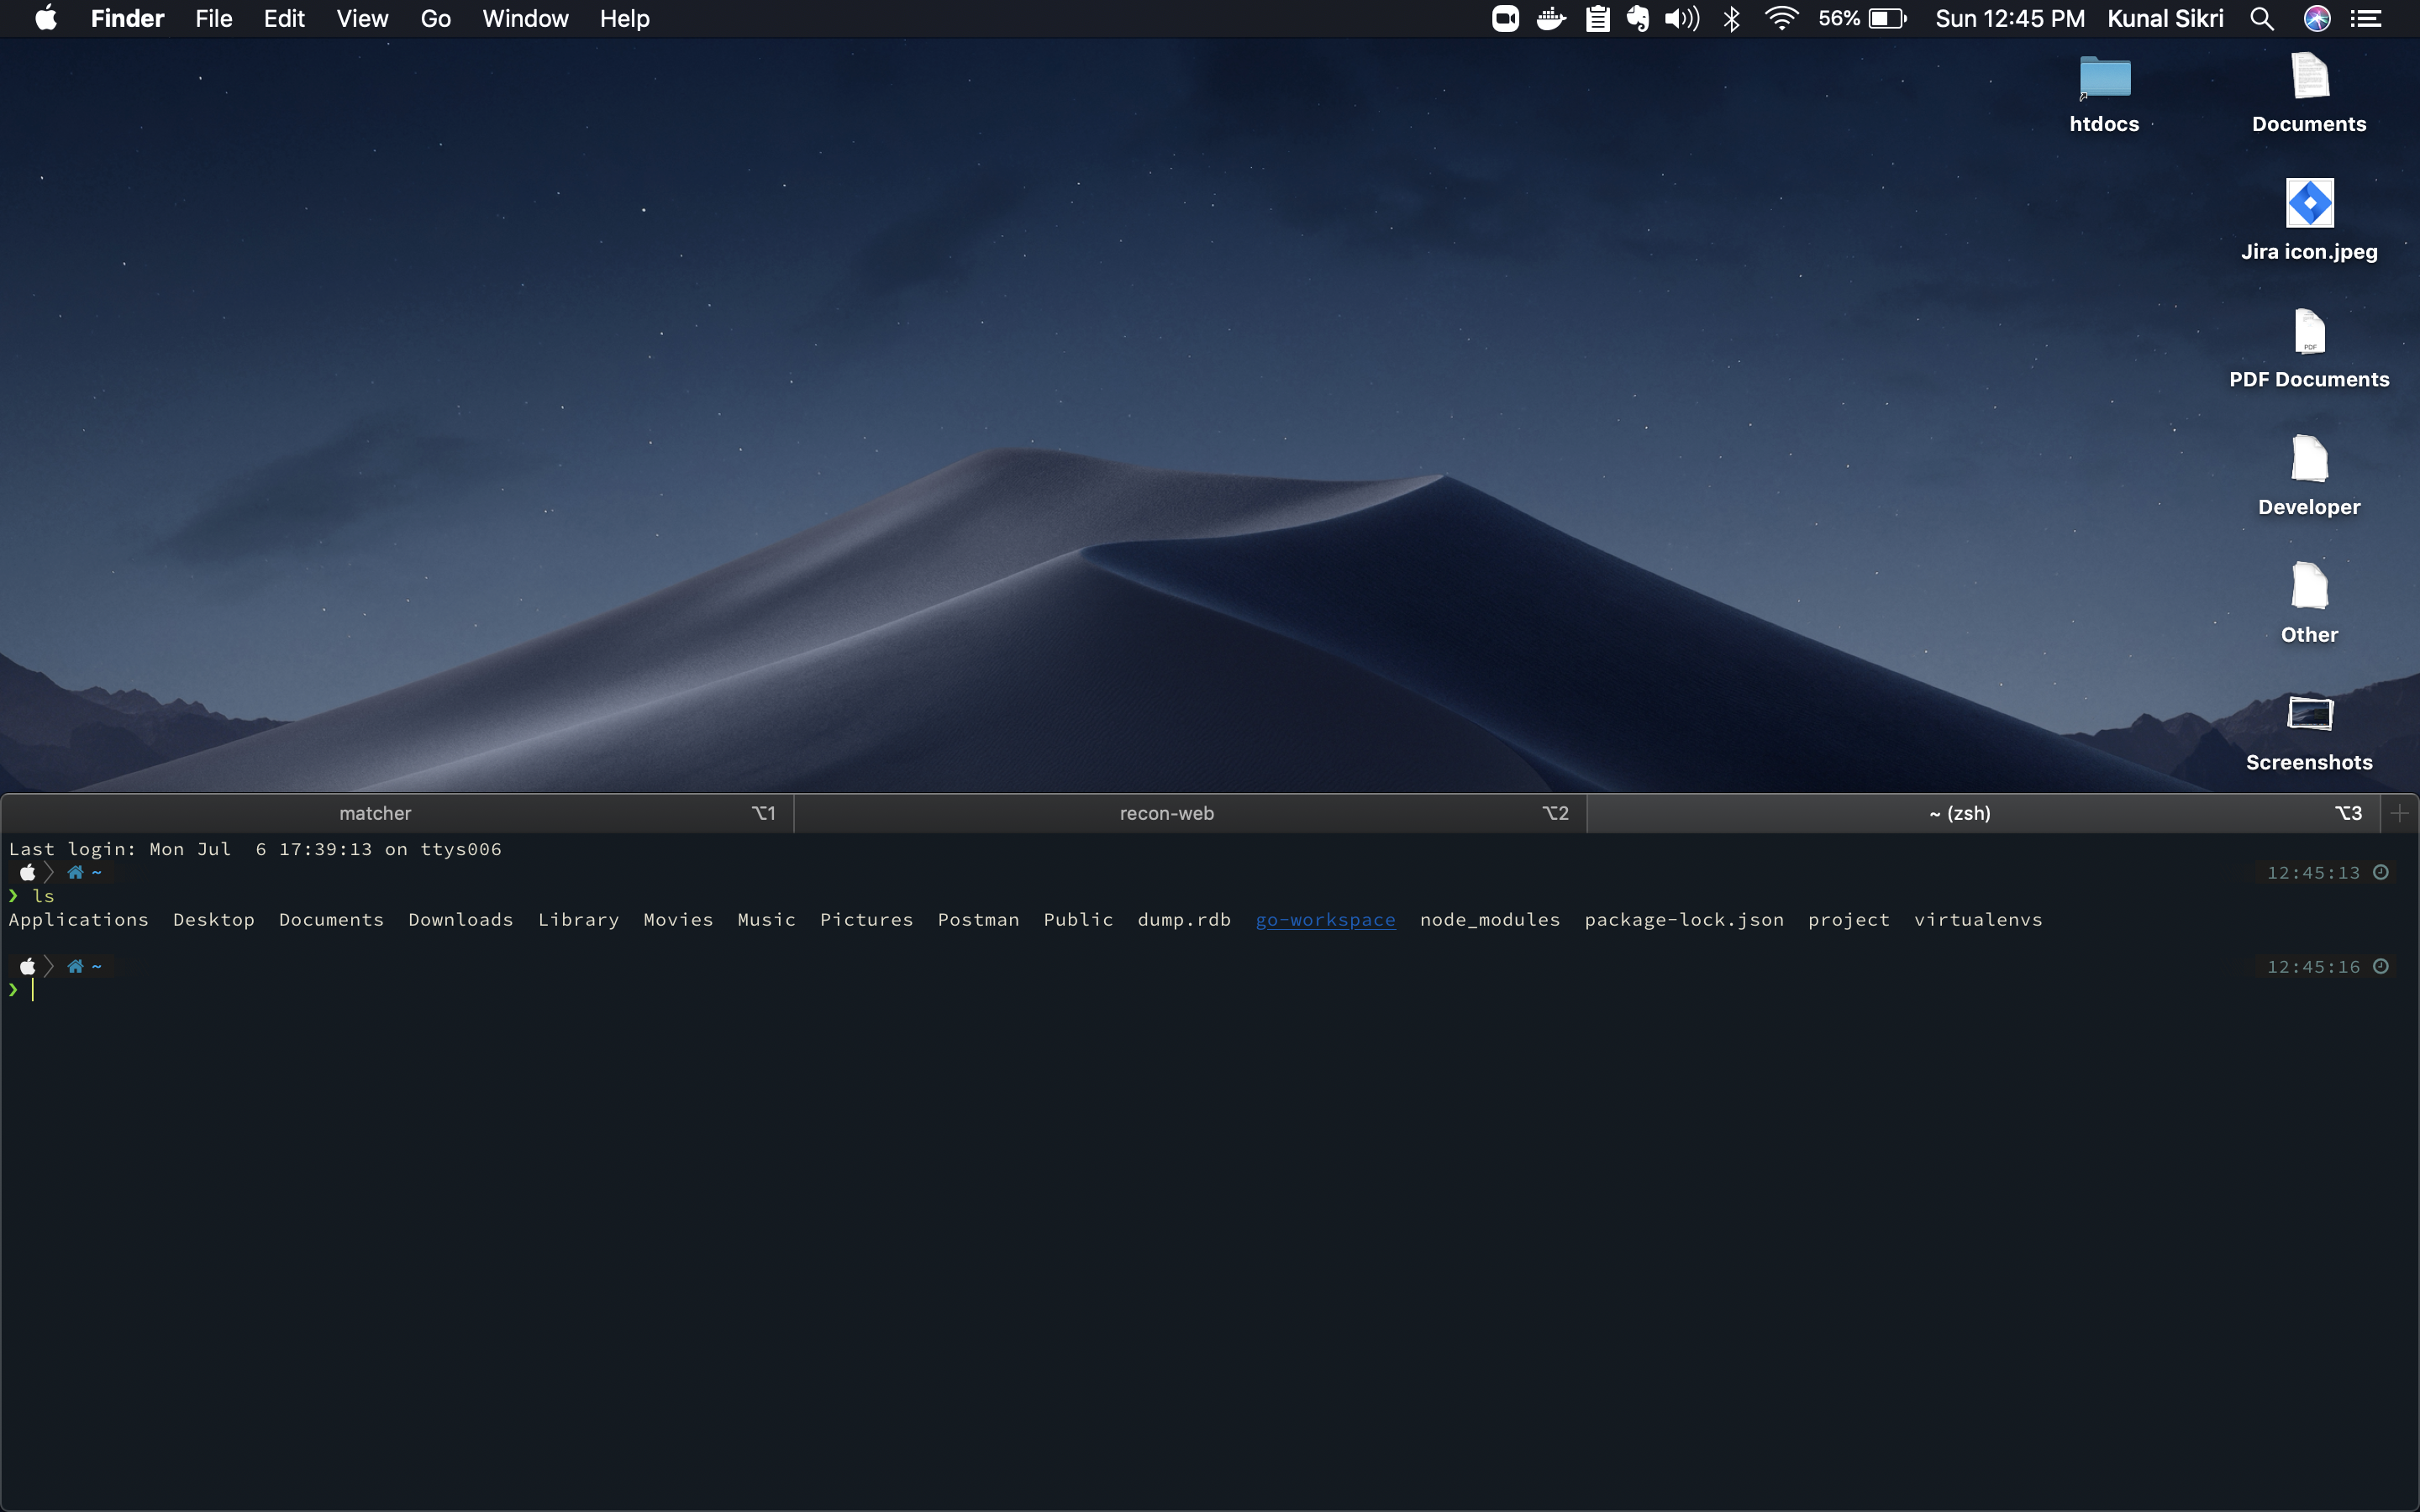 Finder File Edit View Go Window Help 56% Sun 12:45 PM Kunal Sikri
htdocs Documents
Jira icon.jpeg
PDF
PDF Documents
Developer
Other
Screenshots
matcher ⌥1 recon-web ⌥2 ~ (zsh) ⌥3 +
Last login: Mon Jul  6 17:39:13 on ttys006
~ 12:45:13
❯ ls
Applications  Desktop  Documents  Downloads  Library  Movies  Music  Pictures  Postman  Public  dump.rdb  go-workspace  node_modules  package-lock.json  project  virtualenvs
~ 12:45:16
❯